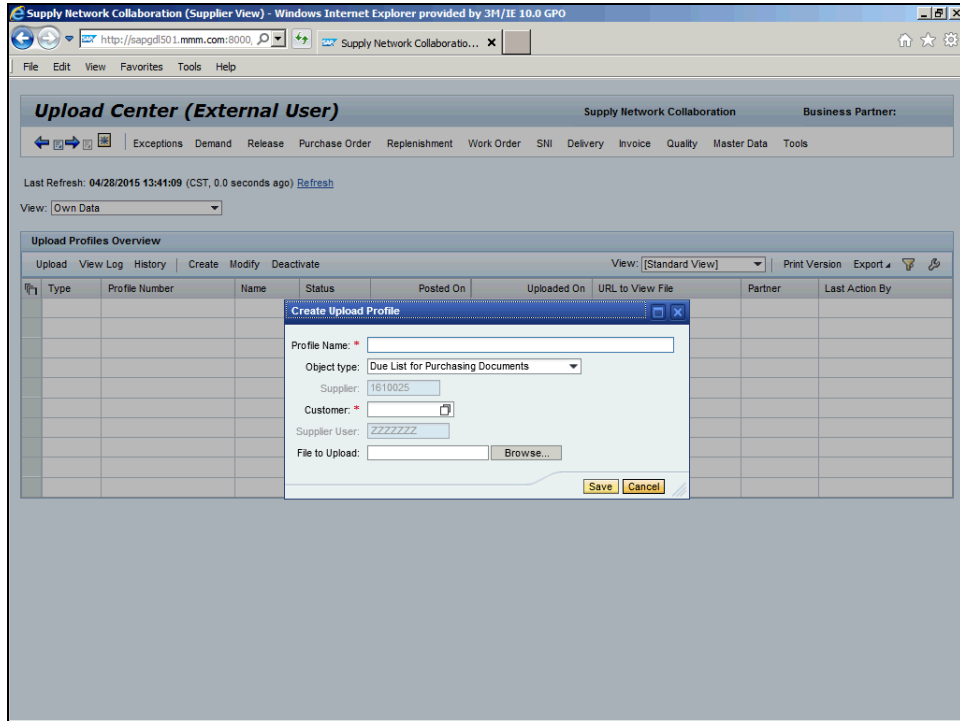 Supply Network Collaboration (Supplier View) - Windows Internet Explorer provided by 3M/IE 10.0 GPO
http://sapgdl501.mmm.com:8000, Supply Network Collaboratio... X
File Edit View Favorites Tools Help
Upload Center (External User) Supply Network Collaboration Business Partner:
Exceptions Demand Release Purchase Order Replenishment Work Order SNI Delivery Invoice Quality Master Data Tools
Last Refresh: 04/28/2015 13:41:09 (CST, 0.0 seconds ago) Refresh
View: Own Data
Upload Profiles Overview
Upload View Log History Create Modify Deactivate View: [Standard View] Print Version Export
Type Profile Number Name Status Posted On Uploaded On URL to View File Partner Last Action By
Create Upload Profile
Profile Name: *
Object type: Due List for Purchasing Documents
Supplier: 1610025
Customer: *
Supplier User: ZZZZZZZ
File to Upload: Browse...
Save Cancel